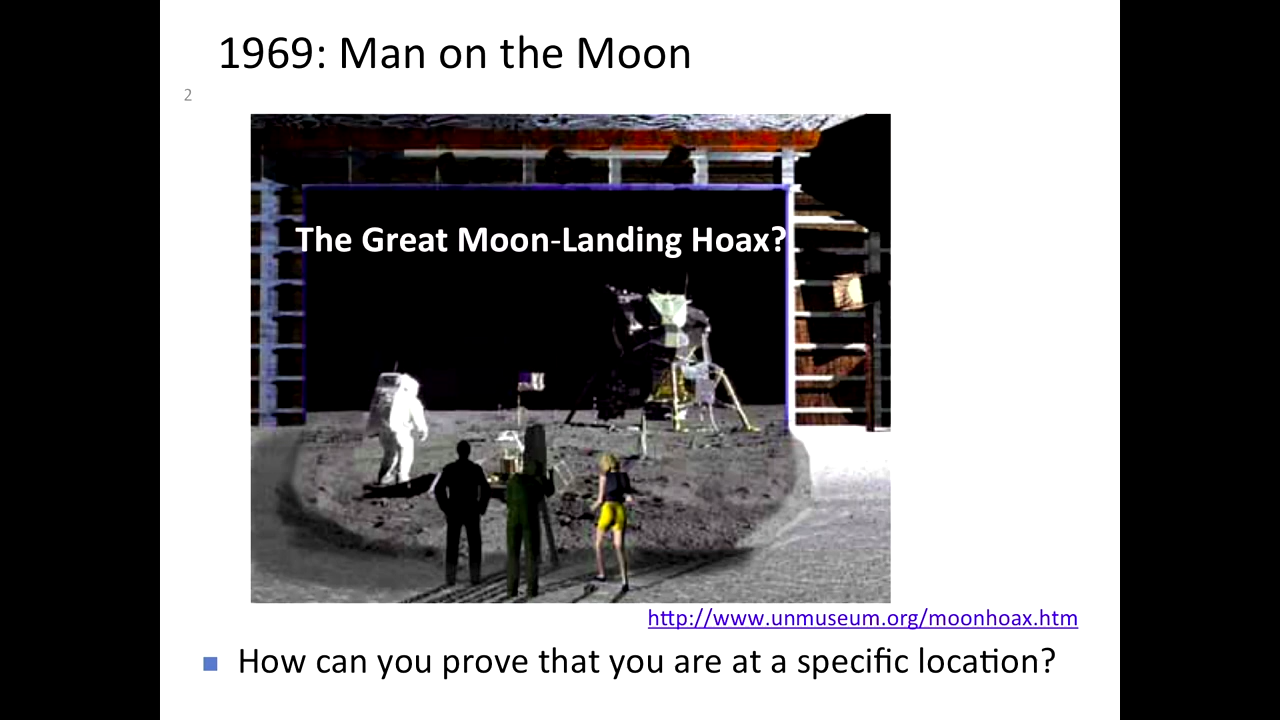 1969: Man on the Moon
2
The Great Moon-Landing Hoax?
http://www.unmuseum.org/moonhoax.htm
How can you prove that you are at a specific location?